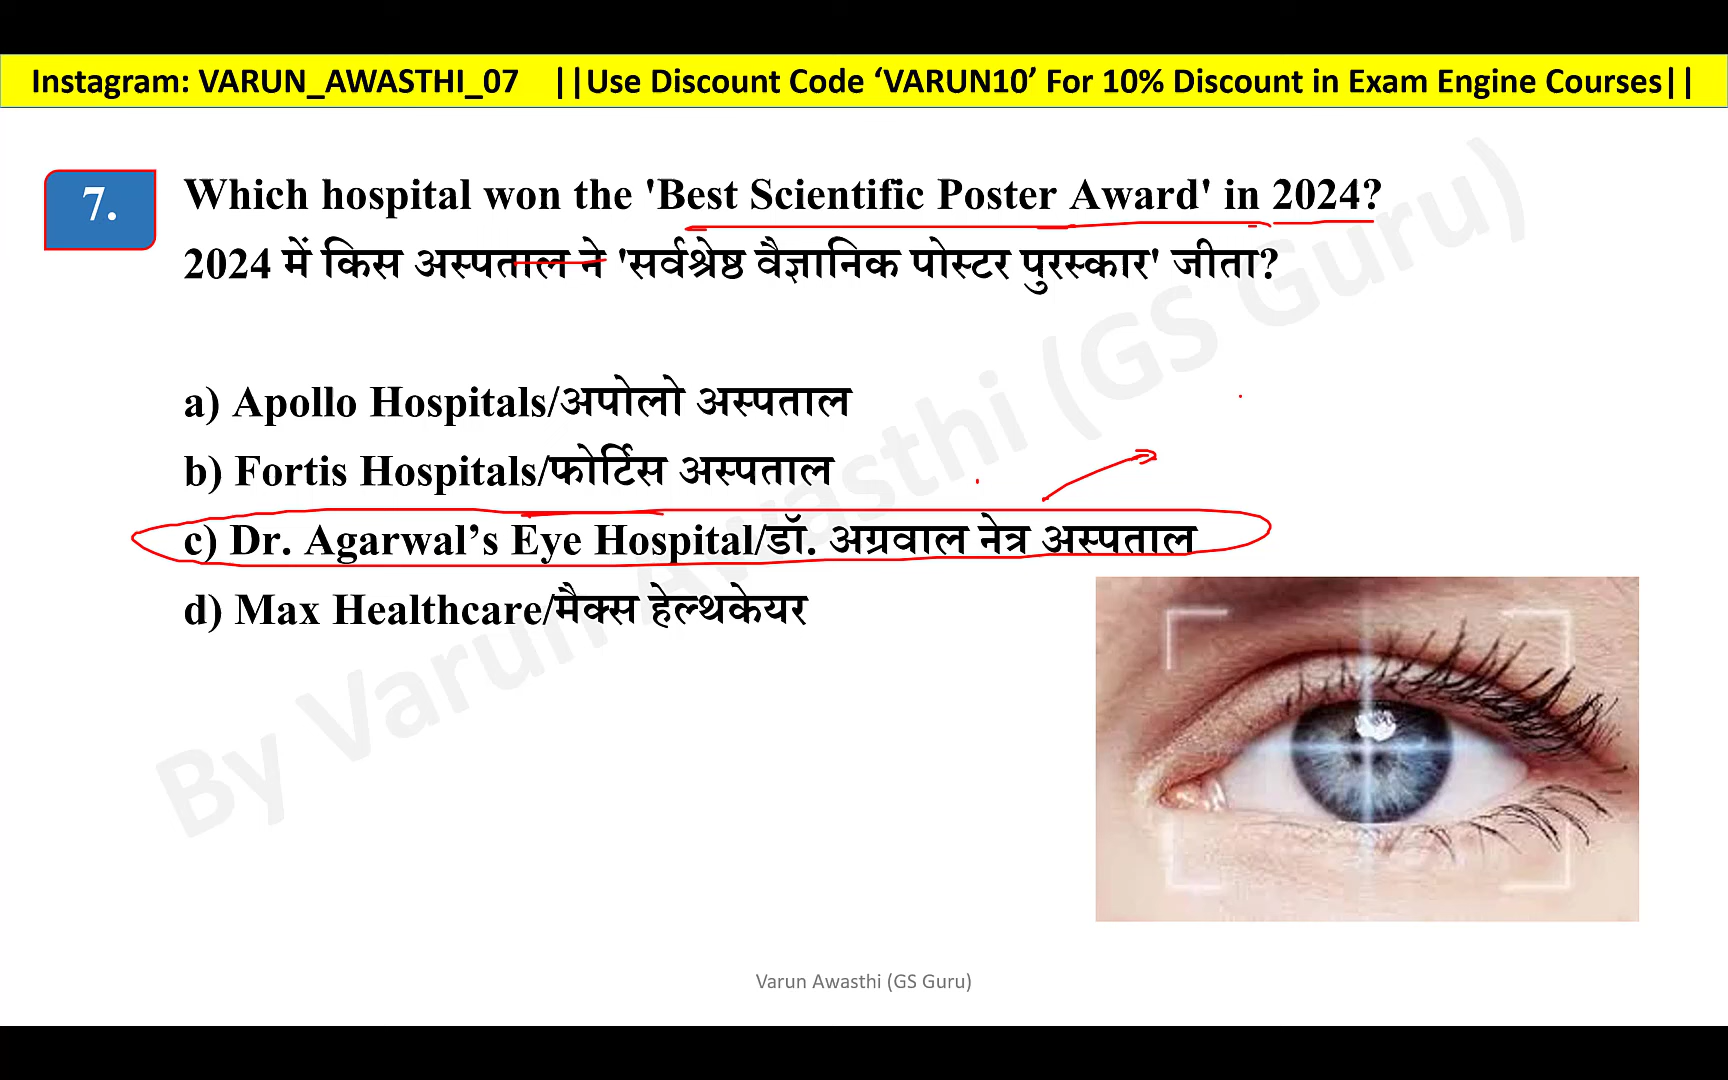 Instagram: VARUN_AWASTHI_07 ||Use Discount Code ‘VARUN10’ For 10% Discount in Exam Engine Courses||
7. Which hospital won the 'Best Scientific Poster Award' in 2024?
2024 में किस अस्पताल ने 'सर्वश्रेष्ठ वैज्ञानिक पोस्टर पुरस्कार' जीता?
a) Apollo Hospitals/अपोलो अस्पताल
b) Fortis Hospitals/फोर्टिस अस्पताल
c) Dr. Agarwal’s Eye Hospital/डॉ. अग्रवाल नेत्र अस्पताल
d) Max Healthcare/मैक्स हेल्थकेयर
By Varun Awasthi (GS Guru)
Varun Awasthi (GS Guru)